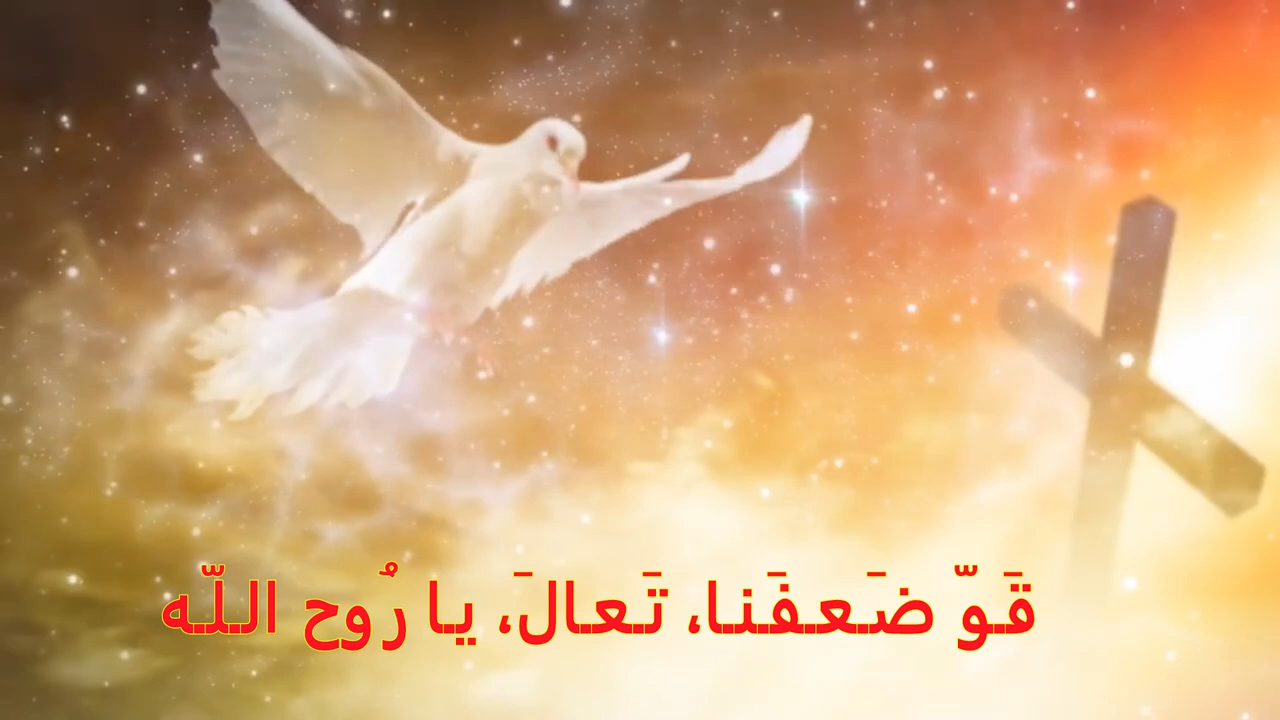 قَوّ ضَعفَنا، تَعالَ، يا رُوح اللّه